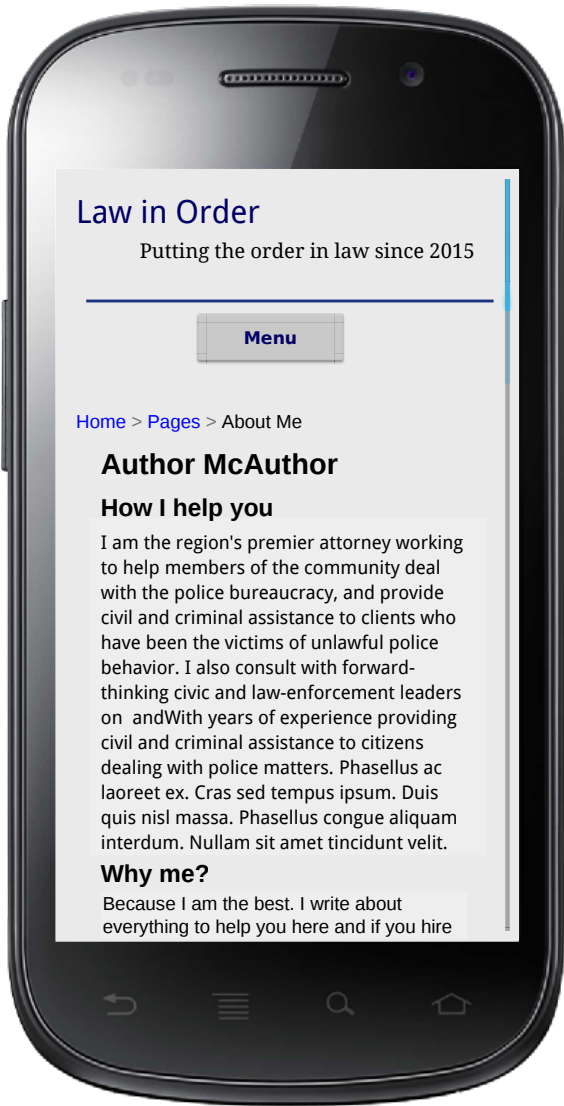 Law in Order
Putting the order in law since 2015
Menu
Home > Pages > About Me
Author McAuthor
How I help you
I am the region's premier attorney working
to help members of the community deal
with the police bureaucracy, and provide
civil and criminal assistance to clients who
have been the victims of unlawful police
behavior. I also consult with forward-
thinking civic and law-enforcement leaders
on  andWith years of experience providing
civil and criminal assistance to citizens
dealing with police matters. Phasellus ac
laoreet ex. Cras sed tempus ipsum. Duis
quis nisl massa. Phasellus congue aliquam
interdum. Nullam sit amet tincidunt velit.
Why me?
Because I am the best. I write about
everything to help you here and if you hire